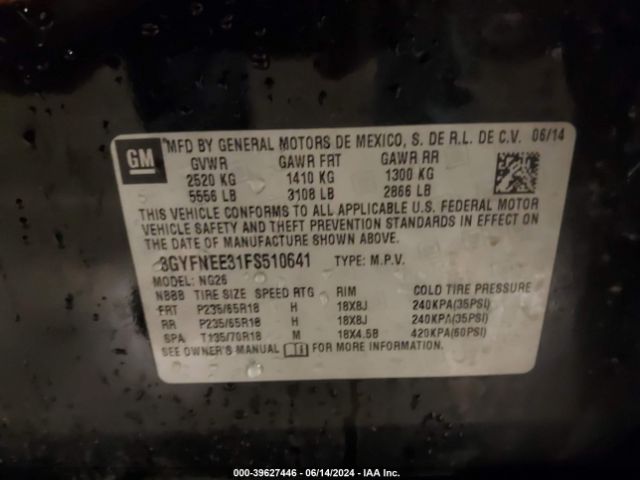 GM
MFD BY GENERAL MOTORS DE MEXICO, S. DE R.L. DE C.V. 06/14
GVWR GAWR FRT GAWR RR
2520 KG 1410 KG 1300 KG
5556 LB 3108 LB 2866 LB
THIS VEHICLE CONFORMS TO ALL APPLICABLE U.S. FEDERAL MOTOR
VEHICLE SAFETY AND THEFT PREVENTION STANDARDS IN EFFECT ON
THE DATE OF MANUFACTURE SHOWN ABOVE.
3GYFNEE31FS510641 TYPE: M.P.V.
MODEL: NG26
N888 TIRE SIZE SPEED RTG RIM COLD TIRE PRESSURE
FRT P235/65R18 H 18X8J 240KPA(35PSI)
RR P235/65R18 H 18X8J 240KPA(35PSI)
SPA T135/70R18 M 18X4.5B 420KPA(60PSI)
SEE OWNER'S MANUAL FOR MORE INFORMATION.
000-39627446 - 06/14/2024 - IAA Inc.